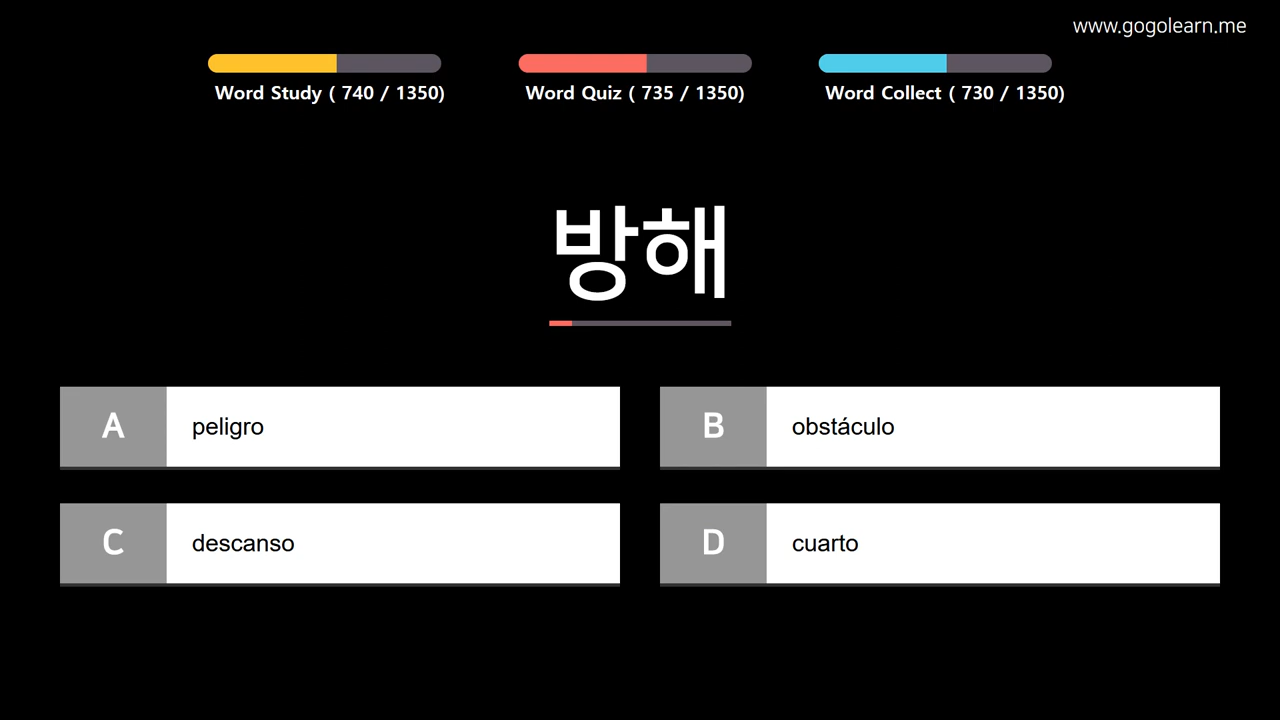 www.gogolearn.me
Word Study ( 740 / 1350)
Word Quiz ( 735 / 1350)
Word Collect ( 730 / 1350)
방해
A peligro
B obstáculo
C descanso
D cuarto